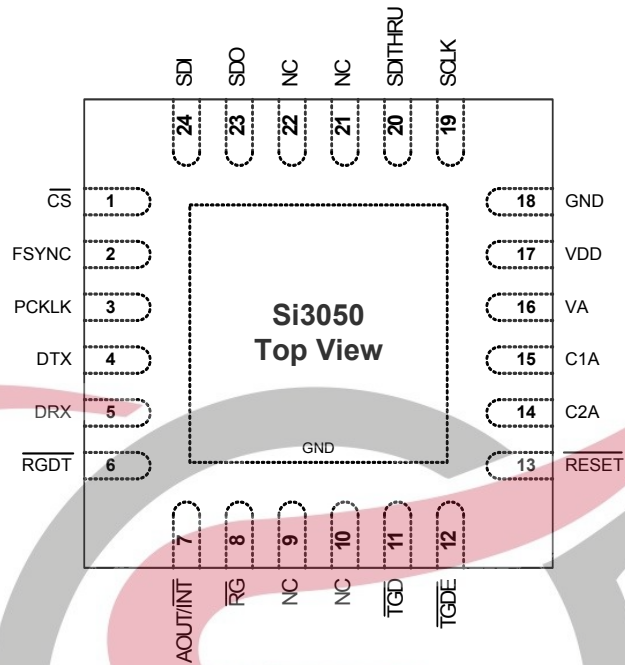 SDI
SDO
NC
NC
SDITHRU
SCLK
24
23
22
21
20
19
CS
1
18
GND
FSYNC
2
17
VDD
PCKLK
3
16
VA
Si3050
Top View
DTX
4
15
C1A
DRX
5
14
C2A
GND
RGDT
6
13
RESET
7
8
9
10
11
12
AOUT/INT
RG
NC
NC
TGD
TGDE